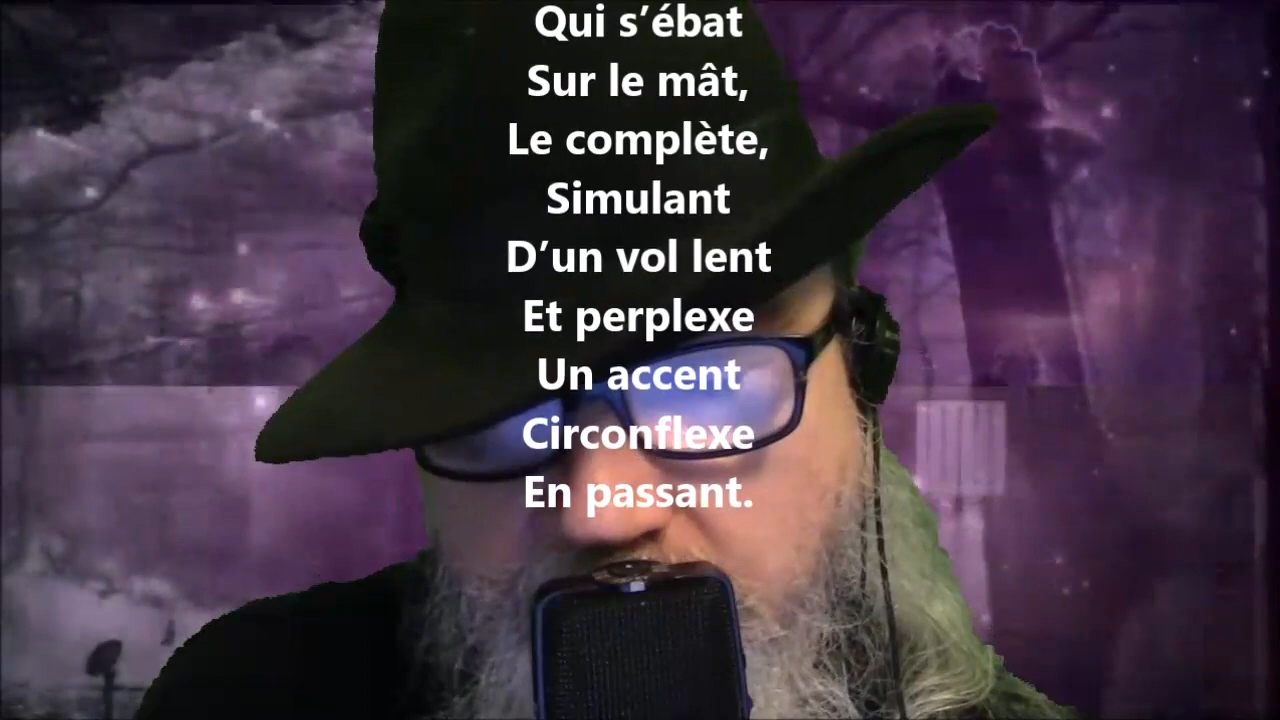 Qui s’ébat
Sur le mât,
Le complète,
Simulant
D’un vol lent
Et perplexe
Un accent
Circonflexe
En passant.